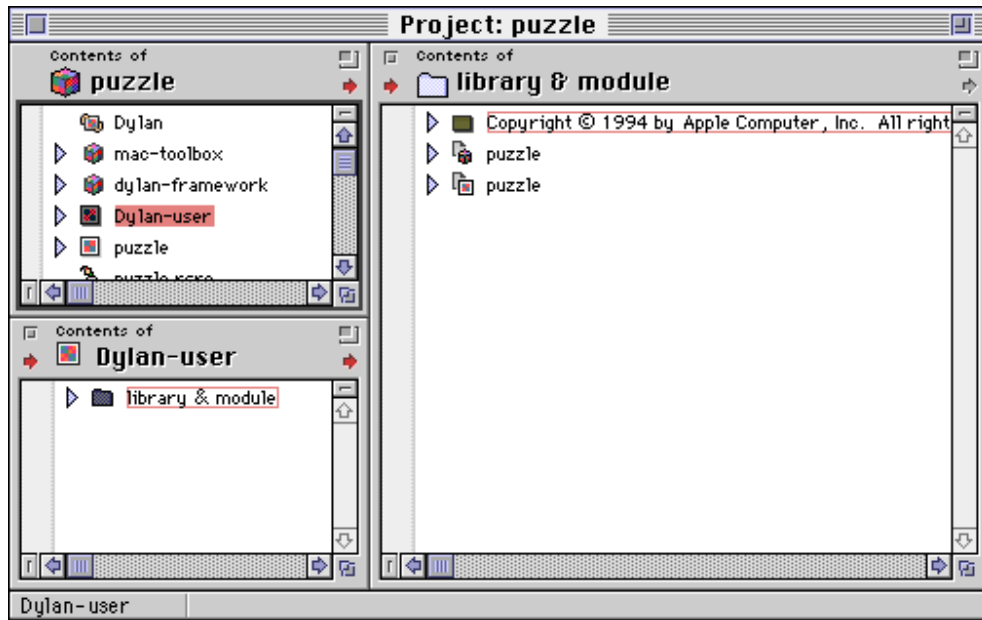 Project: puzzle
Contents of
puzzle
Dylan
mac-toolbox
dylan-framework
Dylan-user
puzzle
Contents of
Dylan-user
library & module
Contents of
library & module
Copyright © 1994 by Apple Computer, Inc. All right
puzzle
puzzle
Dylan-user